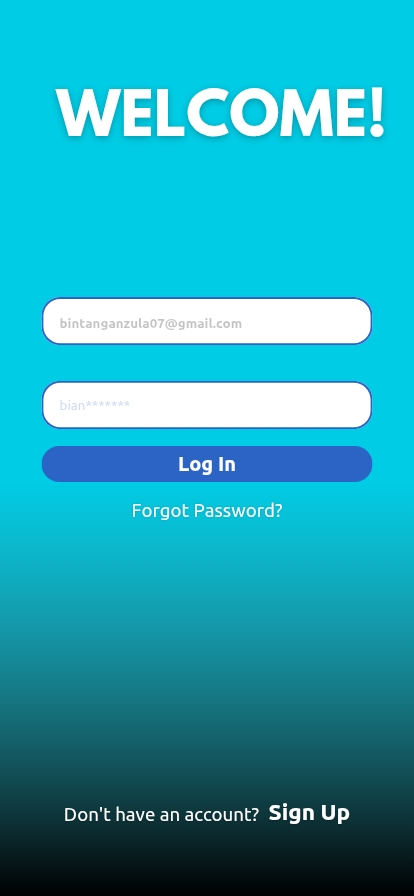 WELCOME!
bintanganzula07@gmail.com
bian*******
Log In
Forgot Password?
Don't have an account? Sign Up